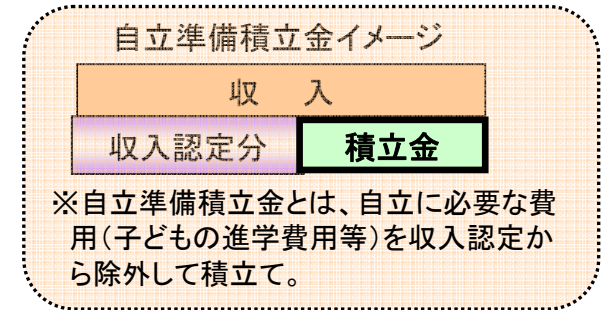 自立準備積立金イメージ
収　入
収入認定分　積立金
※自立準備積立金とは、自立に必要な費
用(子どもの進学費用等)を収入認定か
ら除外して積立て。